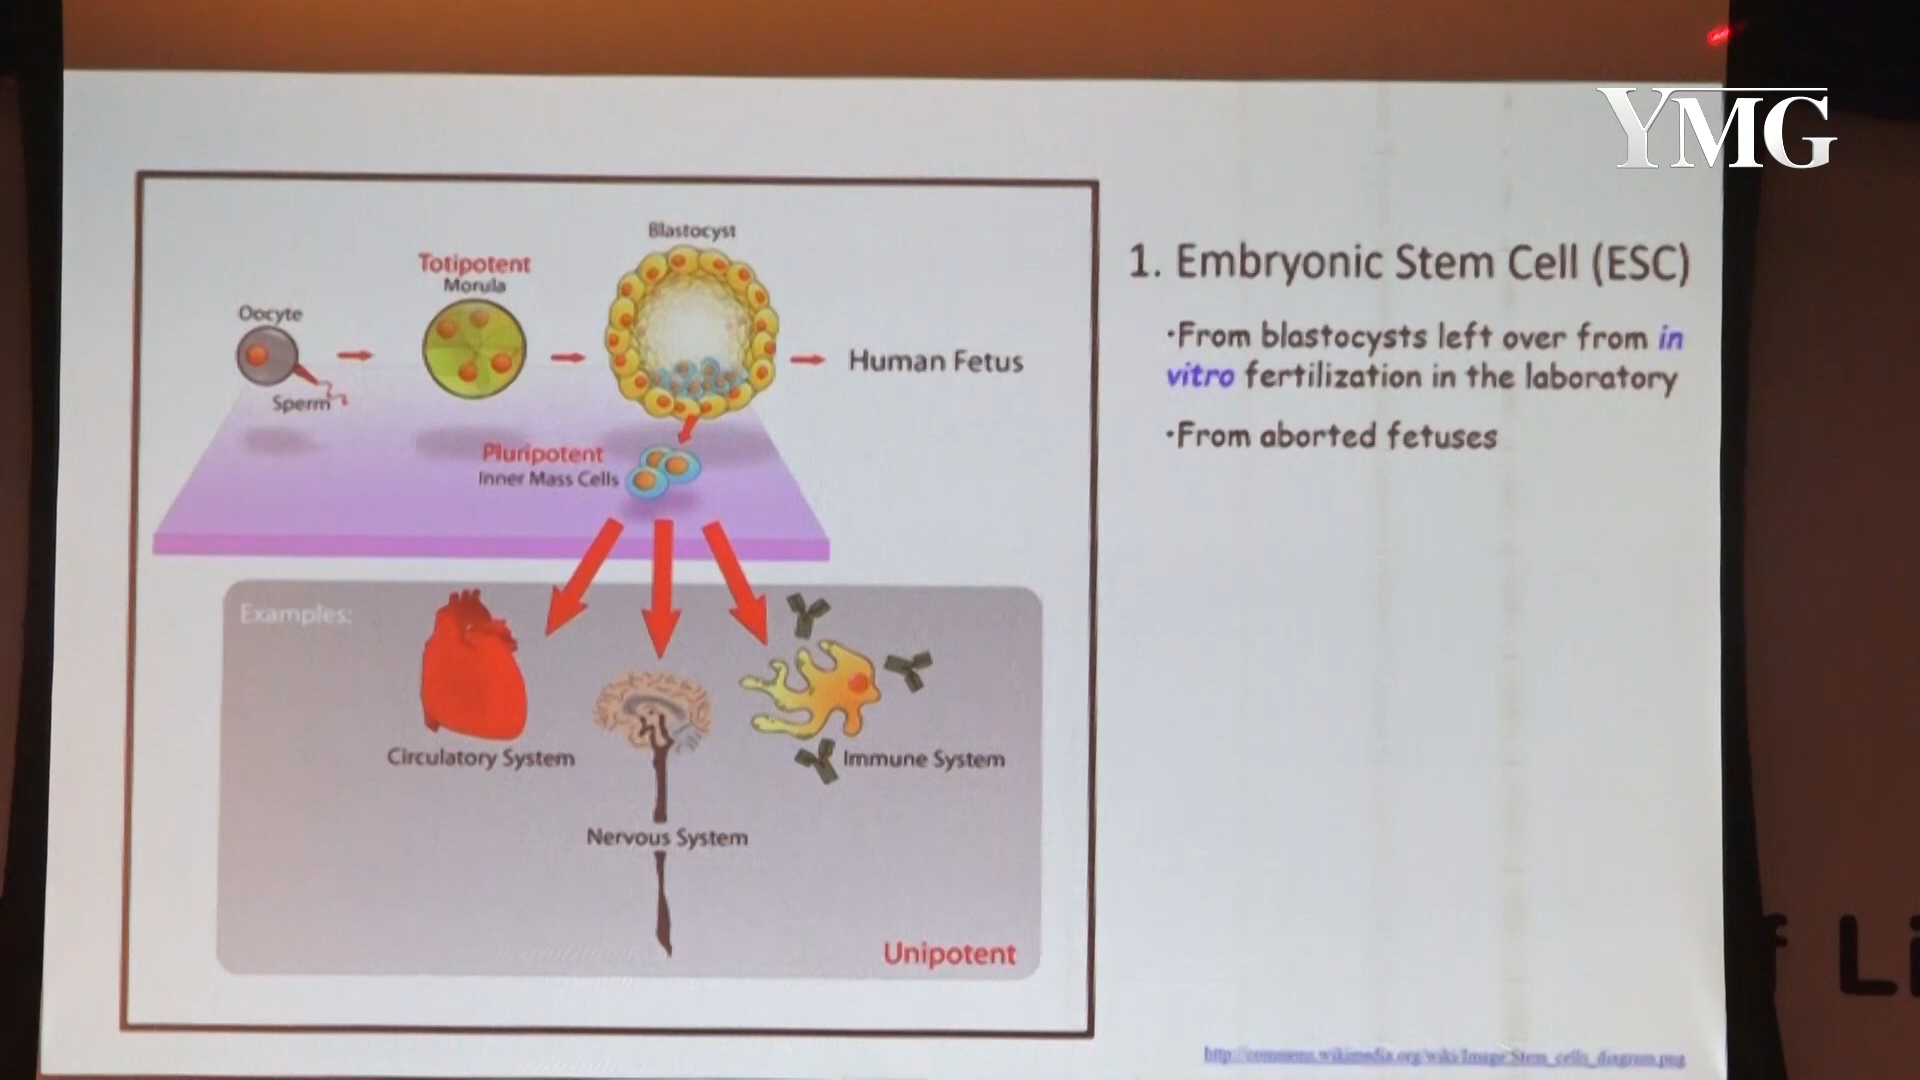 YMG
Blastocyst
Totipotent
Morula
Oocyte
Sperm
Human Fetus
Pluripotent
Inner Mass Cells
Examples:
Circulatory System
Immune System
Nervous System
Unipotent
1. Embryonic Stem Cell (ESC)
•From blastocysts left over from in
vitro fertilization in the laboratory
•From aborted fetuses
http://commons.wikimedia.org/wiki/Image:Stem_cells_diagram.png
f Li